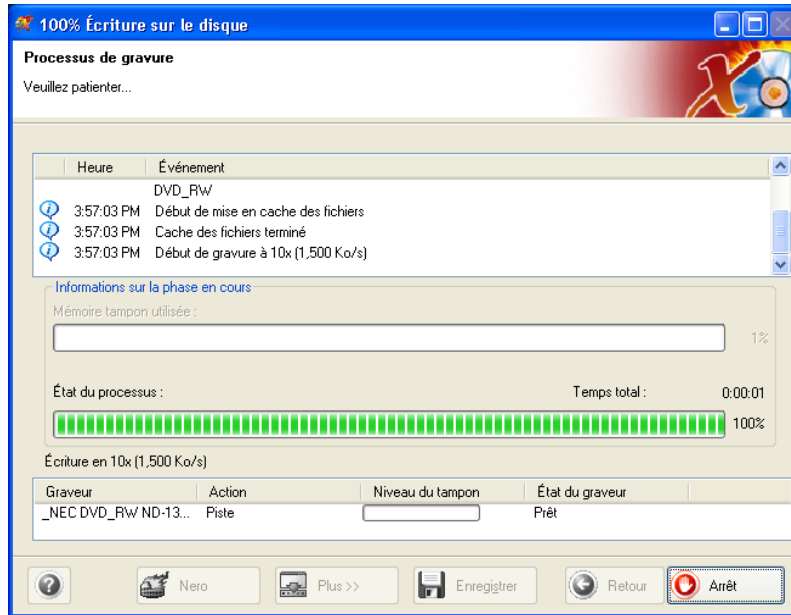 100% Écriture sur le disque
Processus de gravure
Veuillez patienter...
Heure Événement
DVD_RW
3:57:03 PM Début de mise en cache des fichiers
3:57:03 PM Cache des fichiers terminé
3:57:03 PM Début de gravure à 10x (1,500 Ko/s)
Informations sur la phase en cours
Mémoire tampon utilisée :
1%
État du processus : Temps total : 0:00:01
100%
Écriture en 10x (1,500 Ko/s)
Graveur Action Niveau du tampon État du graveur
_NEC DVD_RW ND-13... Piste Prêt
Nero Plus >> Enregistrer Retour Arrêt